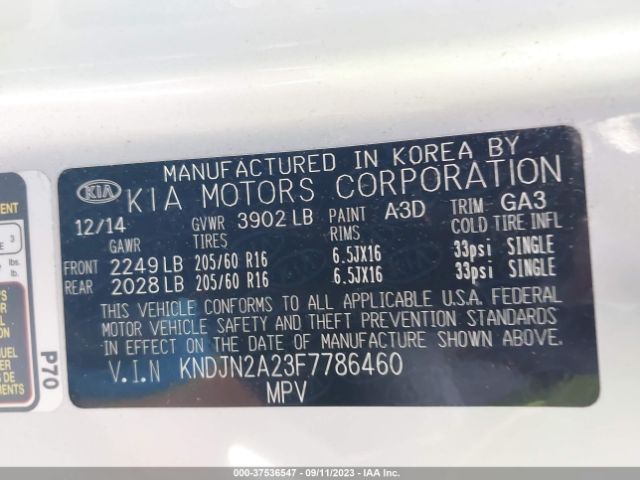 MANUFACTURED IN KOREA BY
KIA KIA MOTORS CORPORATION
12/14 GVWR 3902 LB PAINT A3D TRIM GA3
GAWR TIRES RIMS COLD TIRE INFL
FRONT 2249 LB 205/60 R16 6.5JX16 33psi SINGLE
REAR 2028 LB 205/60 R16 6.5JX16 33psi SINGLE
THIS VEHICLE CONFORMS TO ALL APPLICABLE U.S.A. FEDERAL
MOTOR VEHICLE SAFETY AND THEFT PREVENTION STANDARDS
IN EFFECT ON THE DATE OF MANUFACTURE SHOWN ABOVE.
V.I.N KNDJN2A23F7786460
MPV
P70
3
lbs.
000-37536547 - 09/11/2023 - IAA Inc.